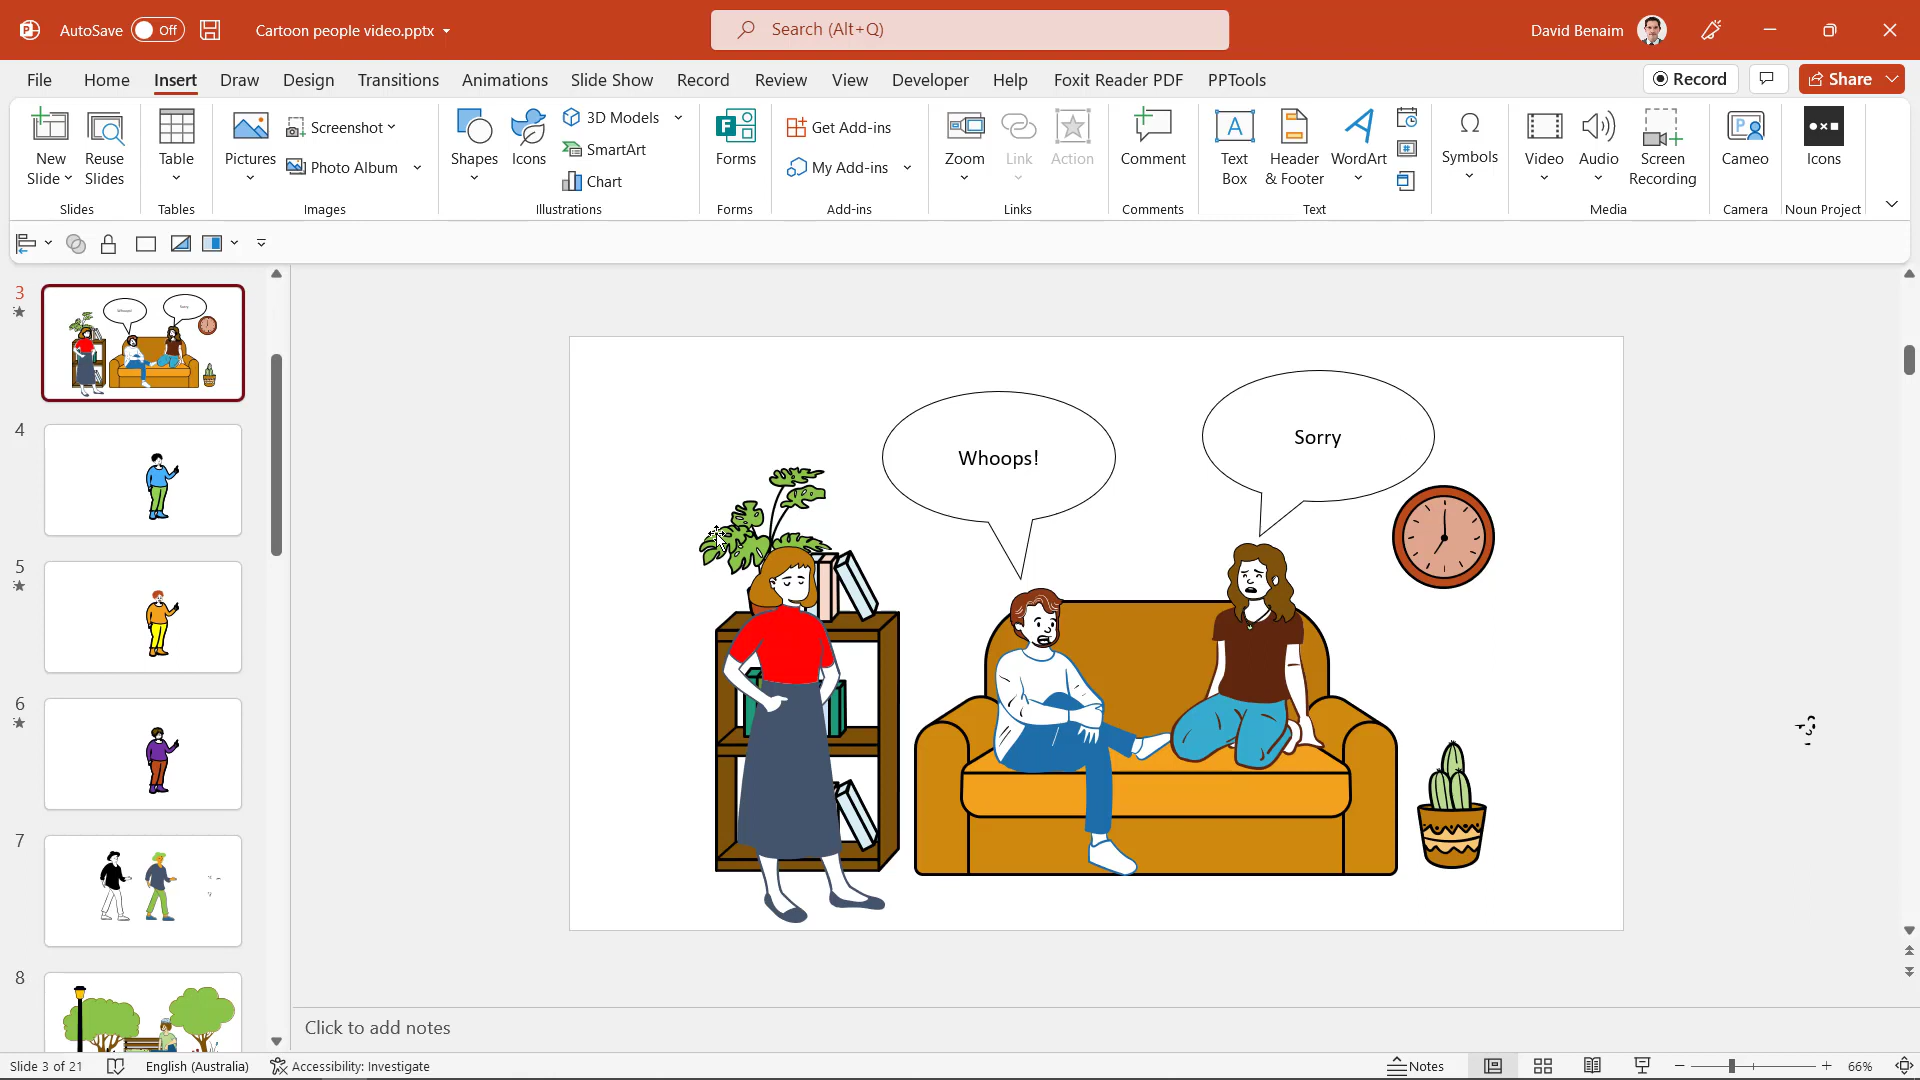 AutoSave Off Cartoon people video.pptx Search (Alt+Q) David Benaim
File Home Insert Draw Design Transitions Animations Slide Show Record Review View Developer Help Foxit Reader PDF PPTools Record Share
New Slide
Reuse Slides
Slides
Table
Tables
Pictures
Screenshot
Photo Album
Images
Shapes
Icons
3D Models
SmartArt
Chart
Illustrations
Forms
Forms
Get Add-ins
My Add-ins
Add-ins
Zoom
Link
Action
Links
Comment
Comments
Text Box
Header & Footer
WordArt
Text
Symbols
Video
Audio
Screen Recording
Media
Cameo
Camera
Icons
Noun Project
3
4
5
6
7
8
Whoops!
Sorry
Click to add notes
Slide 3 of 21 English (Australia) Accessibility: Investigate Notes 66%